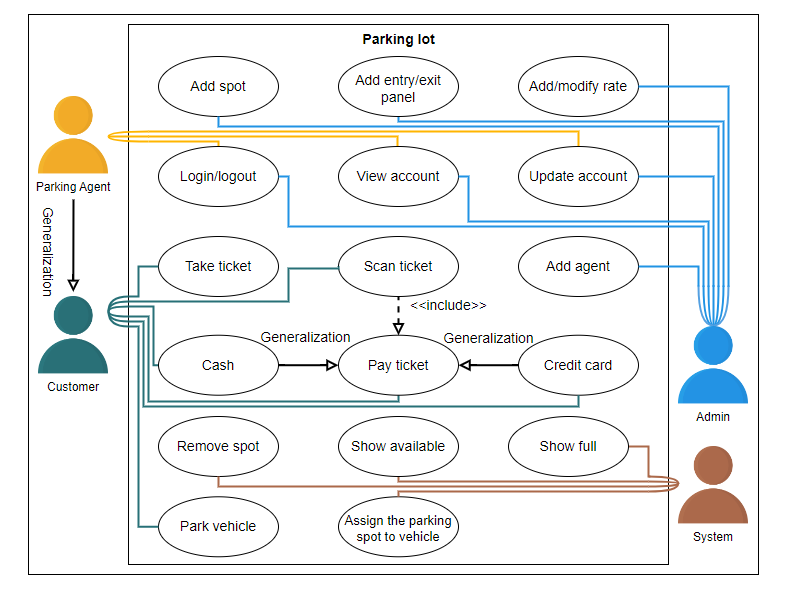 Parking lot
Add spot
Add entry/exit
panel
Add/modify rate
Parking Agent
Login/logout
View account
Update account
Generalization
Take ticket
Scan ticket
Add agent
<<include>>
Customer
Generalization
Generalization
Cash
Pay ticket
Credit card
Admin
Remove spot
Show available
Show full
Park vehicle
Assign the parking
spot to vehicle
System